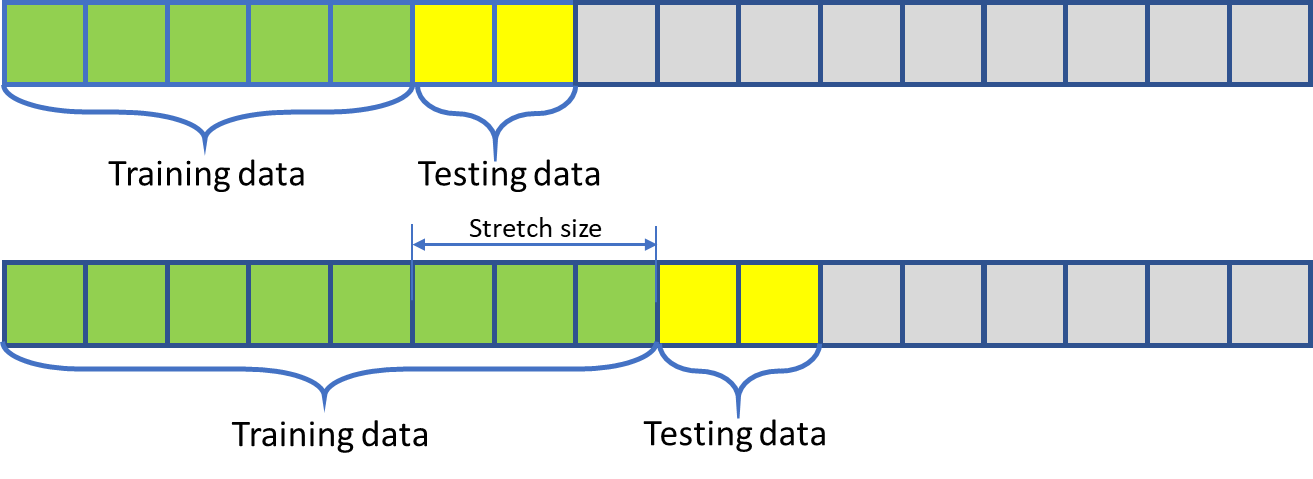 Training data
Testing data
Stretch size
Training data
Testing data